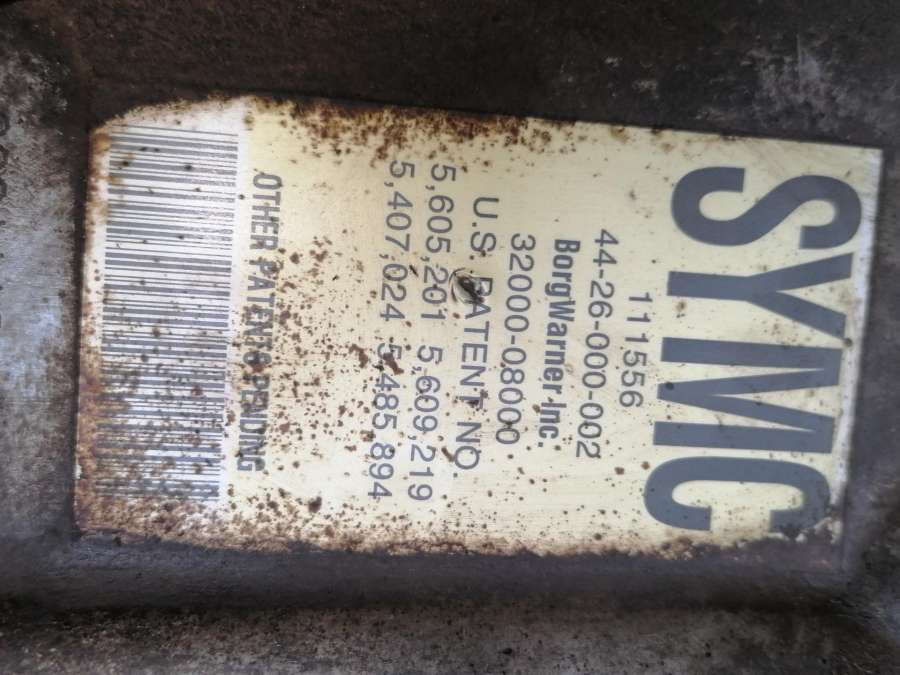 SYMC
111556
44-26-000-002
BorgWarner Inc.
32000-08000
U.S. PATENT NO.
5,605,201 5,609,219
5,407,024 5,485,894
OTHER PATENTS PENDING